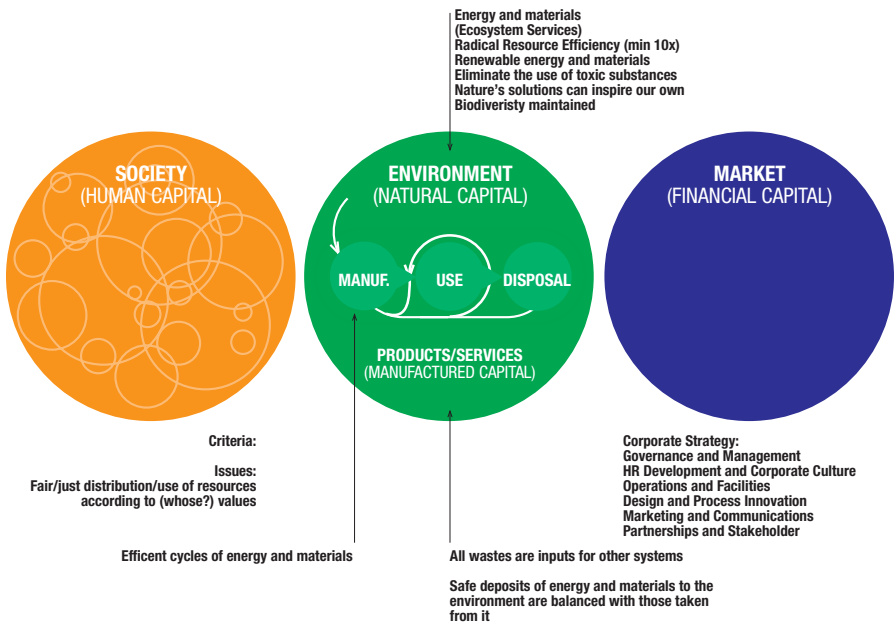 Energy and materials
(Ecosystem Services)
Radical Resource Efficiency (min 10x)
Renewable energy and materials
Eliminate the use of toxic substances
Nature's solutions can inspire our own
Biodiveristy maintained
SOCIETY
(HUMAN CAPITAL)
ENVIRONMENT
(NATURAL CAPITAL)
MARKET
(FINANCIAL CAPITAL)
MANUF.
USE
DISPOSAL
PRODUCTS/SERVICES
(MANUFACTURED CAPITAL)
Criteria:
Issues:
Fair/just distribution/use of resources
according to (whose?) values
Corporate Strategy:
Governance and Management
HR Development and Corporate Culture
Operations and Facilities
Design and Process Innovation
Marketing and Communications
Partnerships and Stakeholder
Efficent cycles of energy and materials
All wastes are inputs for other systems
Safe deposits of energy and materials to the
environment are balanced with those taken
from it